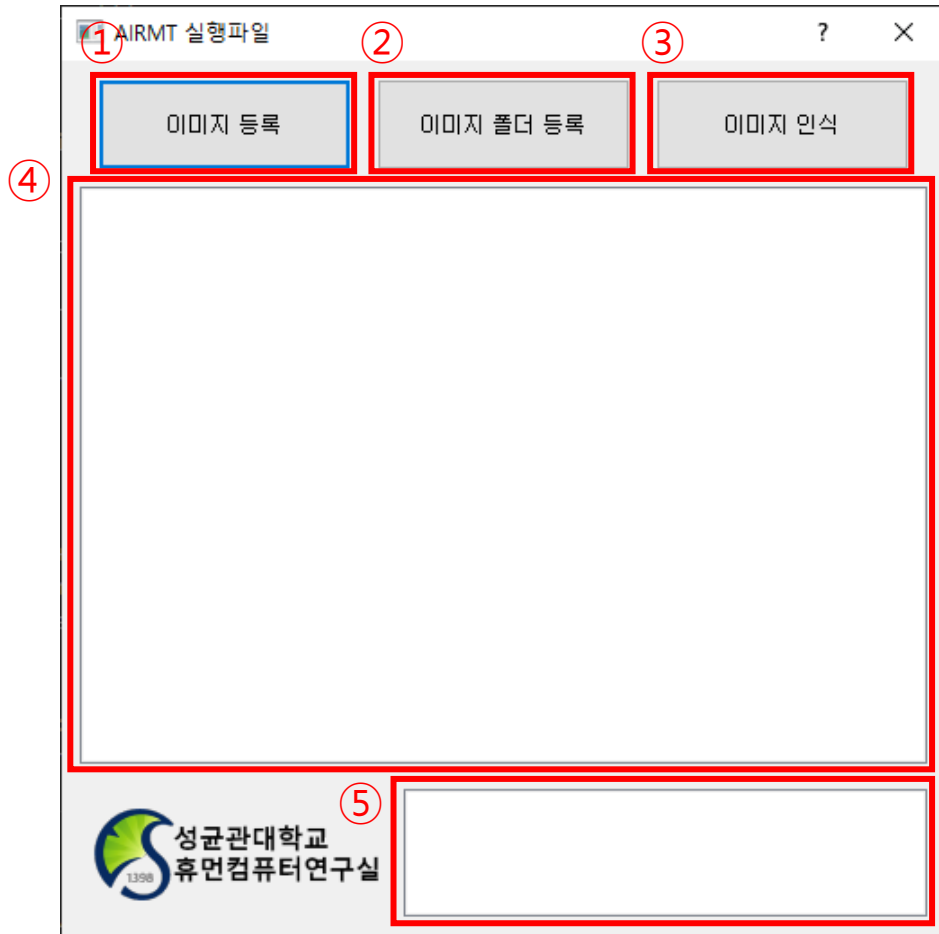 AIRMT 실행파일
?
①
②
③
이미지 등록
이미지 폴더 등록
이미지 인식
④
⑤
성균관대학교
휴먼컴퓨터연구실
1398